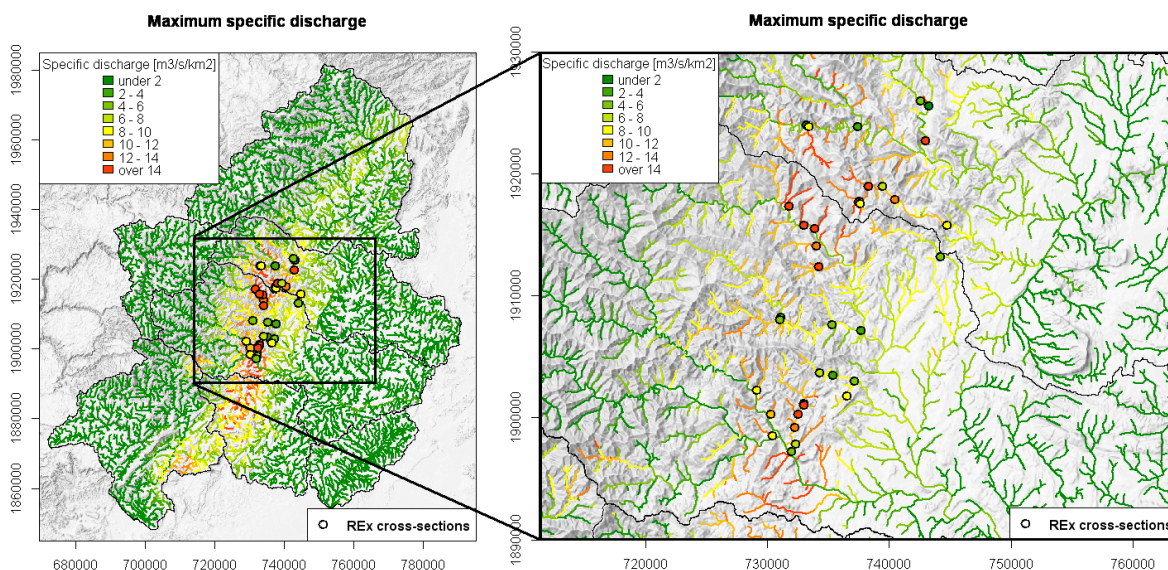 Maximum specific discharge
Specific discharge [m3/s/km2]
under 2
2 - 4
4 - 6
6 - 8
8 - 10
10 - 12
12 - 14
over 14
REx cross-sections
1980000
1960000
1940000
1920000
1900000
1880000
1860000
680000 700000 720000 740000 760000 780000
Maximum specific discharge
Specific discharge [m3/s/km2]
under 2
2 - 4
4 - 6
6 - 8
8 - 10
10 - 12
12 - 14
over 14
REx cross-sections
1930000
1920000
1910000
1900000
1890000
720000 730000 740000 750000 760000